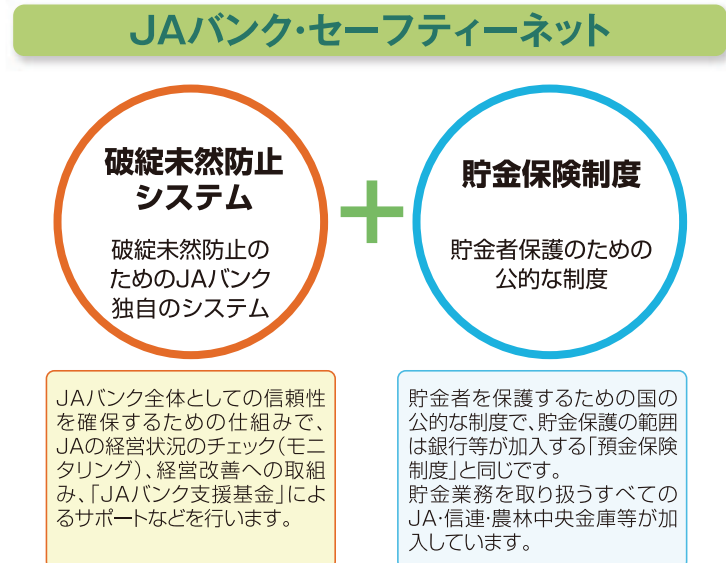 JAバンク・セーフティーネット
破綻未然防止
システム
破綻未然防止の
ためのJAバンク
独自のシステム
+
貯金保険制度
貯金者保護のための
公的な制度
JAバンク全体としての信頼性
を確保するための仕組みで、
JAの経営状況のチェック(モニ
タリング)、経営改善への取組
み、「JAバンク支援基金」によ
るサポートなどを行います。
貯金者を保護するための国の
公的な制度で、貯金保護の範囲
は銀行等が加入する「預金保険
制度」と同じです。
貯金業務を取り扱うすべての
JA・信連・農林中央金庫等が加
入しています。